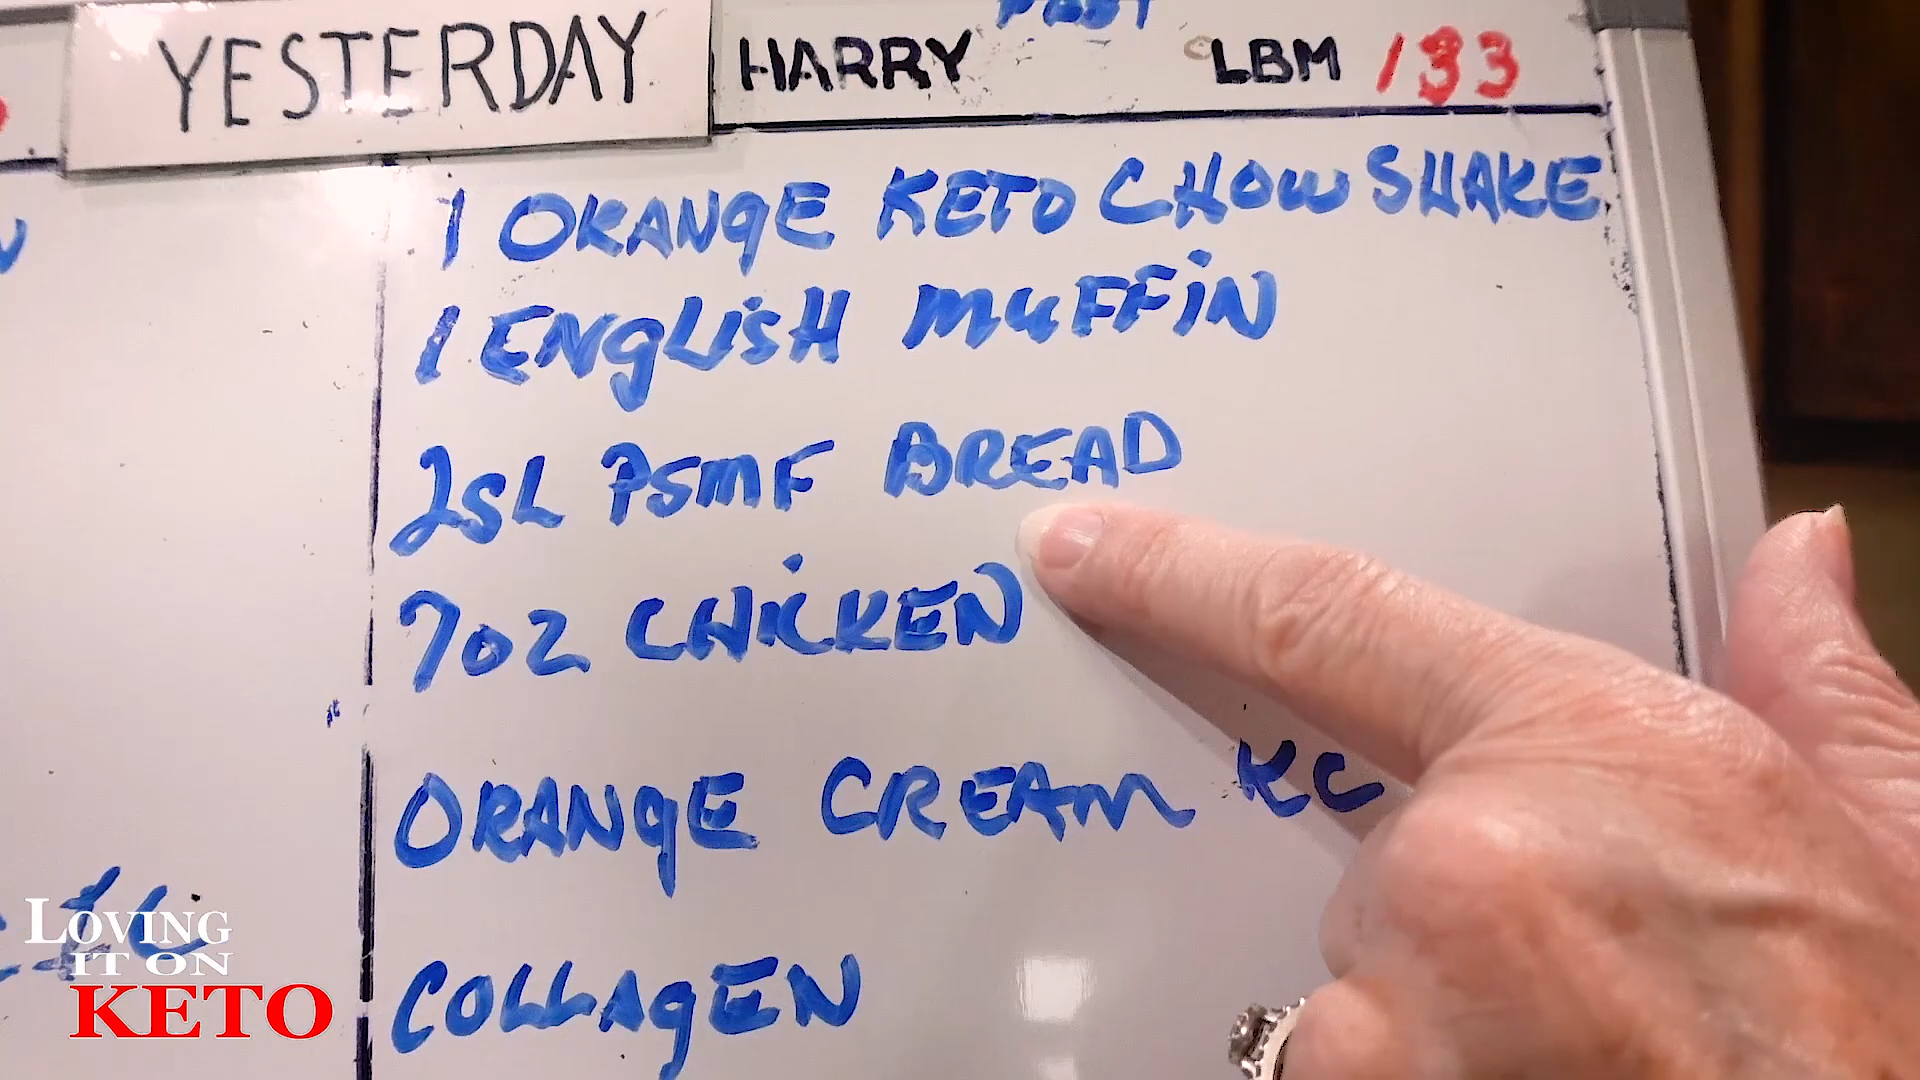 YESTERDAY HARRY LBM 133
1 ORANGE KETO CHOW SHAKE
1 ENGLISH MUFFIN
2SL PSMF BREAD
7OZ CHICKEN
ORANGE CREAM KC
COLLAGEN
LOVING
IT ON
KETO